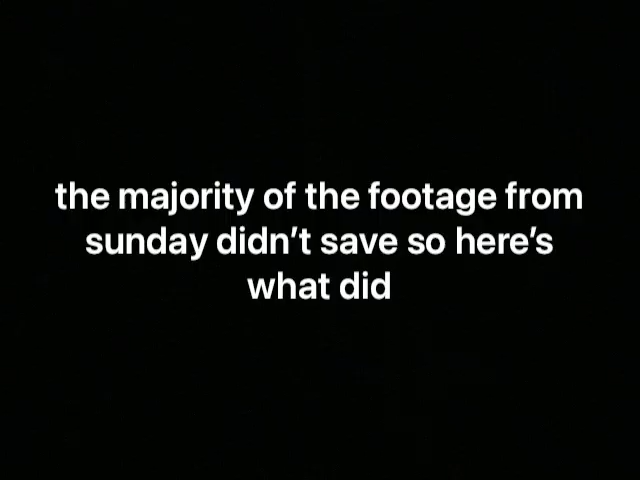 the majority of the footage from
sunday didn’t save so here’s
what did